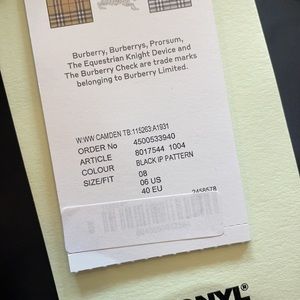 Burberry, Burberrys, Prorsum,
The Equestrian Knight Device and
The Burberry Check are trade marks
belonging to Burberry Limited.
W:WW CAMDEN TB:115263:A1931
ORDER No 4500533940
ARTICLE 8017544 1004
COLOUR BLACK IP PATTERN
SIZE/FIT 08
06 US
40 EU
2458578